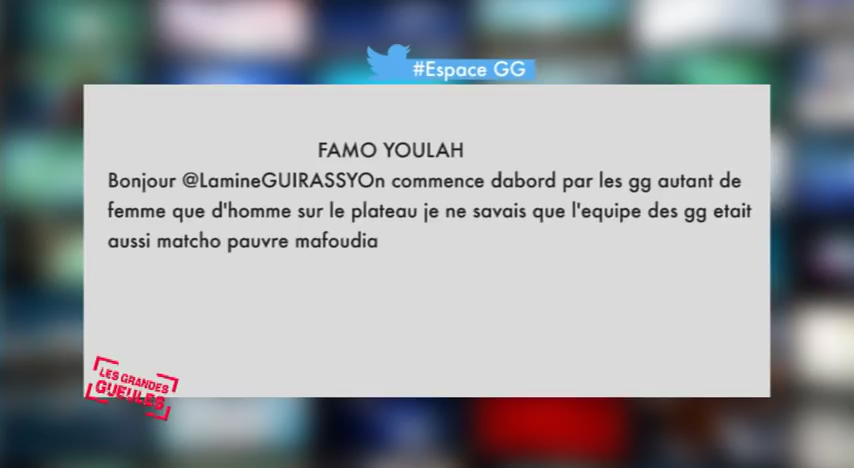 #Espace GG
FAMO YOULAH
Bonjour @LamineGUIRASSYOn commence dabord par les gg autant de
femme que d'homme sur le plateau je ne savais que l'equipe des gg etait
aussi matcho pauvre mafoudia
LES GRANDES
GUEULES